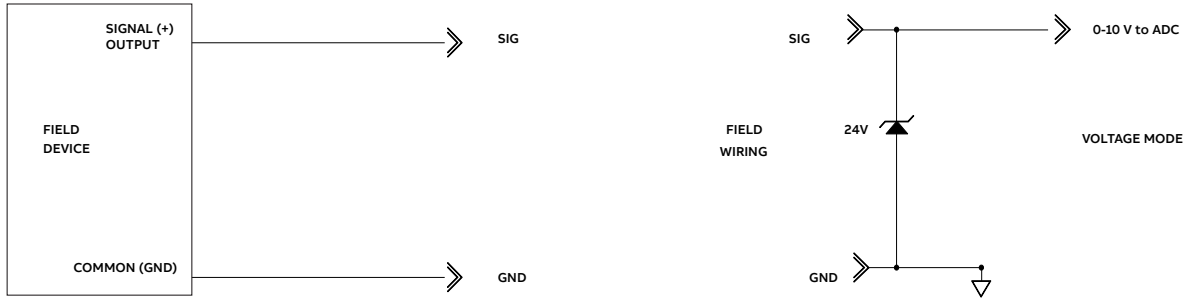 SIGNAL (+)
OUTPUT
SIG
FIELD
DEVICE
COMMON (GND)
GND
SIG
0-10 V to ADC
FIELD
WIRING
24V
VOLTAGE MODE
GND